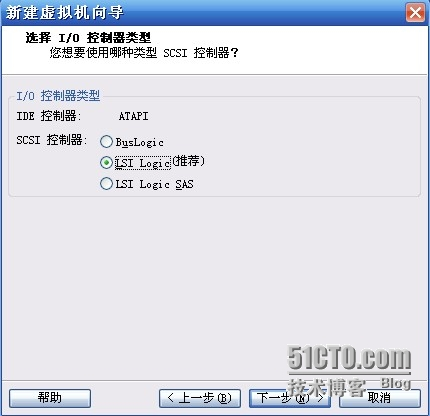 新建虚拟机向导
选择 I/O 控制器类型
您想要使用哪种类型 SCSI 控制器?
I/O 控制器类型
IDE 控制器: ATAPI
SCSI 控制器: BusLogic
LSI Logic(推荐)
LSI Logic SAS
51CTO.com
技术博客 Blog
帮助 < 上一步(B) 下一步(N) > 取消